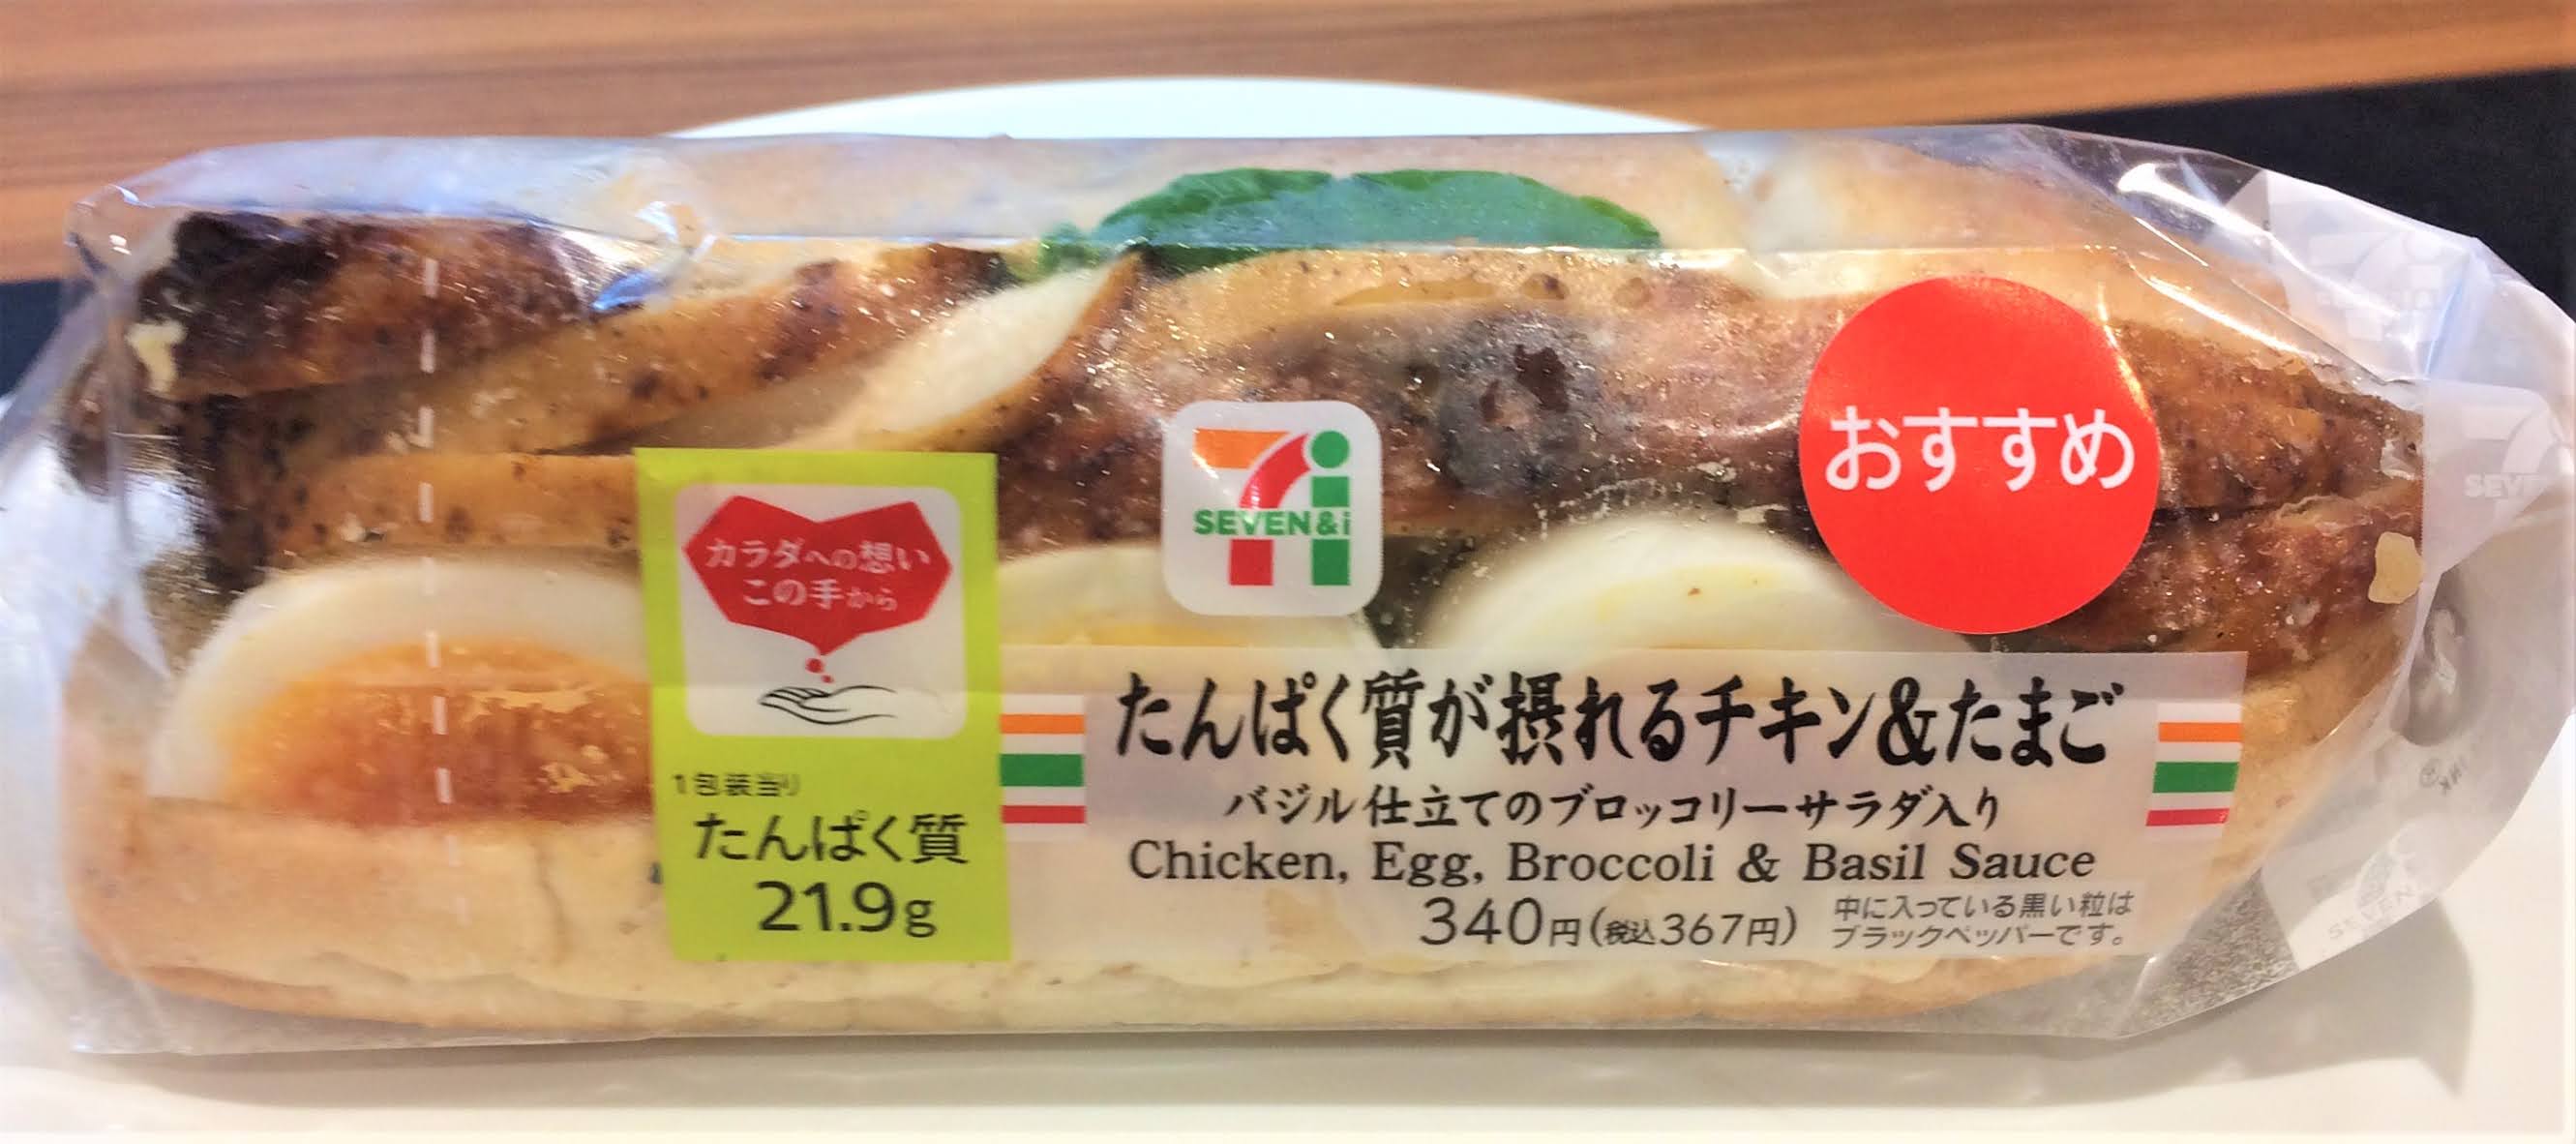 おすすめ
SEVEN&i
カラダへの想い
この手から
1包装当り
たんぱく質
21.9g
たんぱく質が摂れるチキン&たまご
バジル仕立てのブロッコリーサラダ入り
Chicken, Egg, Broccoli & Basil Sauce
340円(税込367円)
中に入っている黒い粒は
ブラックペッパーです。